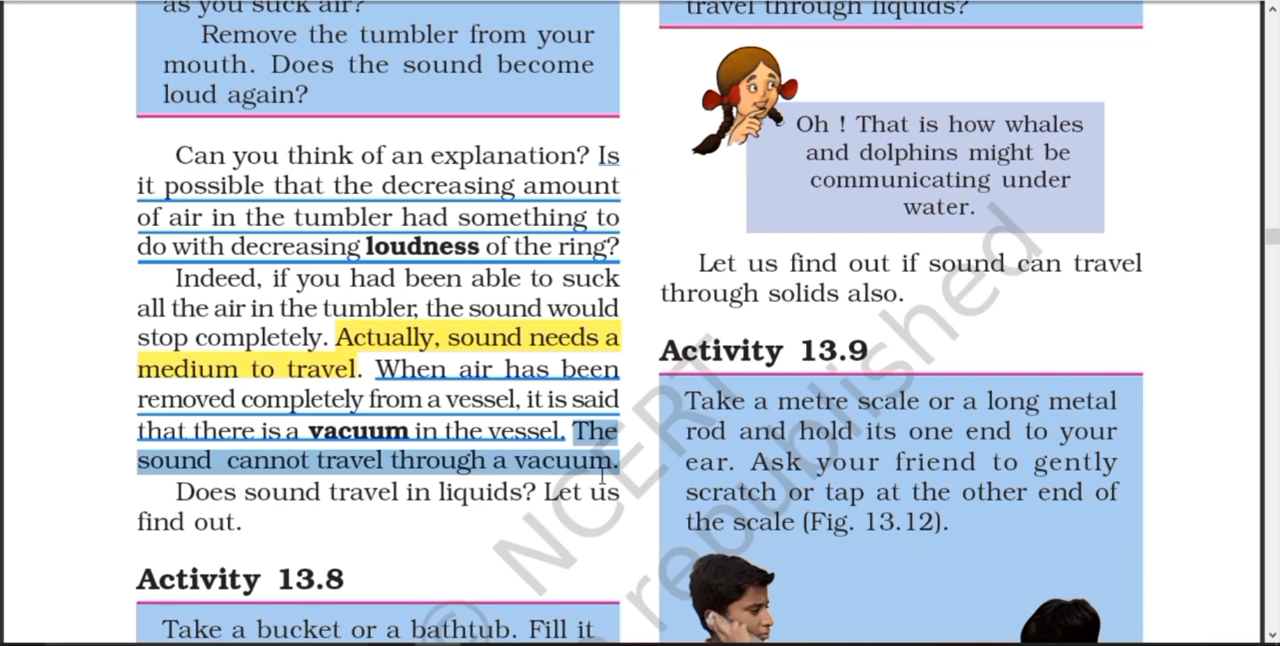 as you suck air?
Remove the tumbler from your
mouth. Does the sound become
loud again?
Can you think of an explanation? Is
it possible that the decreasing amount
of air in the tumbler had something to
do with decreasing loudness of the ring?
Indeed, if you had been able to suck
all the air in the tumbler, the sound would
stop completely. Actually, sound needs a
medium to travel. When air has been
removed completely from a vessel, it is said
that there is a vacuum in the vessel. The
sound cannot travel through a vacuum.
Does sound travel in liquids? Let us
find out.
Activity 13.8
Take a bucket or a bathtub. Fill it
travel through liquids?
Oh ! That is how whales
and dolphins might be
communicating under
water.
Let us find out if sound can travel
through solids also.
Activity 13.9
Take a metre scale or a long metal
rod and hold its one end to your
ear. Ask your friend to gently
scratch or tap at the other end of
the scale (Fig. 13.12).
© NCERT
republished